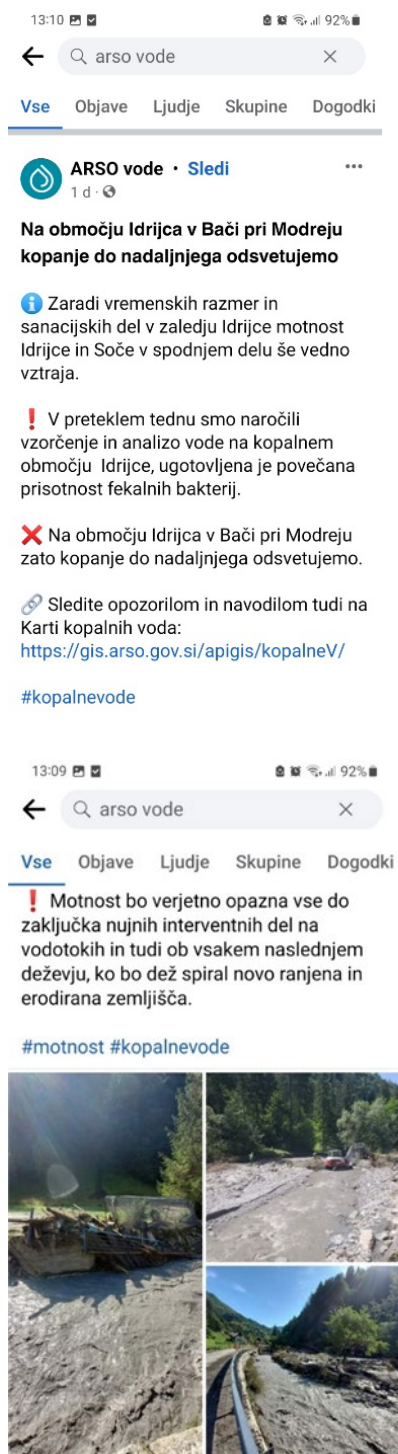 13:10 92%
arso vode
Vse Objave Ljudje Skupine Dogodki
ARSO vode · Sledi
1 d ·
Na območju Idrijca v Bači pri Modreju
kopanje do nadaljnjega odsvetujemo
Zaradi vremenskih razmer in
sanacijskih del v zaledju Idrijce motnost
Idrijce in Soče v spodnjem delu še vedno
vztraja.
❗ V preteklem tednu smo naročili
vzorčenje in analizo vode na kopalnem
območju Idrijce, ugotovljena je povečana
prisotnost fekalnih bakterij.
❌ Na območju Idrijca v Bači pri Modreju
zato kopanje do nadaljnjega odsvetujemo.
🔗 Sledite opozorilom in navodilom tudi na
Karti kopalnih voda:
https://gis.arso.gov.si/apigis/kopalneV/
#kopalnevode
13:09 92%
arso vode
Vse Objave Ljudje Skupine Dogodki
❗ Motnost bo verjetno opazna vse do
zaključka nujnih interventnih del na
vodotokih in tudi ob vsakem naslednjem
deževju, ko bo dež spiral novo ranjena in
erodirana zemljišča.
#motnost #kopalnevode